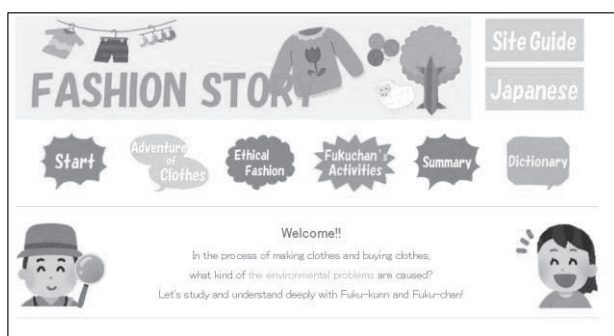 FASHION STORY
Site Guide
Japanese
Start
Adventure
of
Clothes
Ethical
Fashion
Fukuchan's
Activities
Summary
Dictionary
Welcome!!
In the process of making clothes and buying clothes,
what kind of the environmental problems are caused?
Let's study and understand deeply with Fuku-kunn and Fuku-chan!